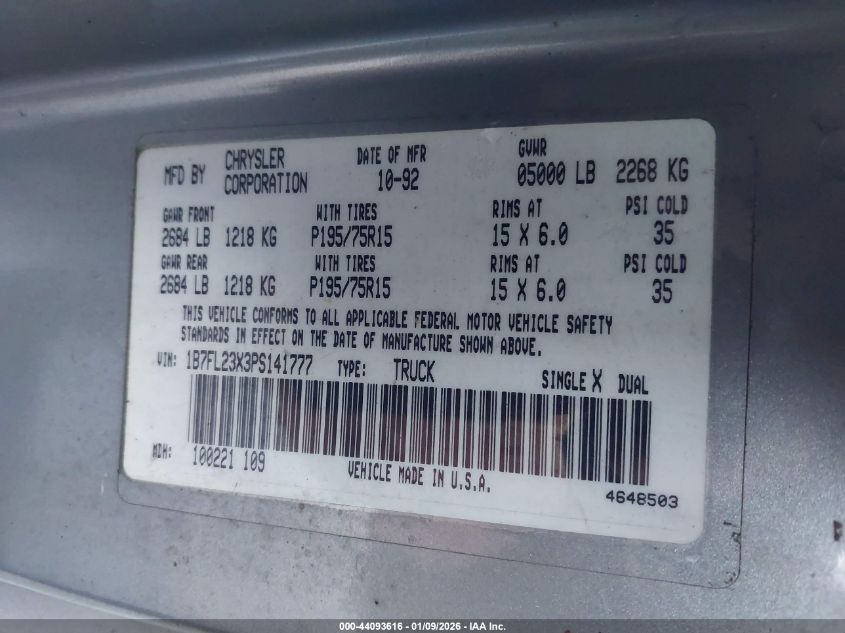 MFD BY CHRYSLER CORPORATION DATE OF MFR 10-92 GVWR 05000 LB 2268 KG
GAWR FRONT WITH TIRES RIMS AT PSI COLD
2684 LB 1218 KG P195/75R15 15 X 6.0 35
GAWR REAR WITH TIRES RIMS AT PSI COLD
2684 LB 1218 KG P195/75R15 15 X 6.0 35
THIS VEHICLE CONFORMS TO ALL APPLICABLE FEDERAL MOTOR VEHICLE SAFETY
STANDARDS IN EFFECT ON THE DATE OF MANUFACTURE SHOWN ABOVE.
VIN: 1B7FL23X3PS141777 TYPE: TRUCK SINGLE X DUAL
MDH: 100221 109
VEHICLE MADE IN U.S.A.
4648503
000-44093616 - 01/09/2026 - IAA Inc.